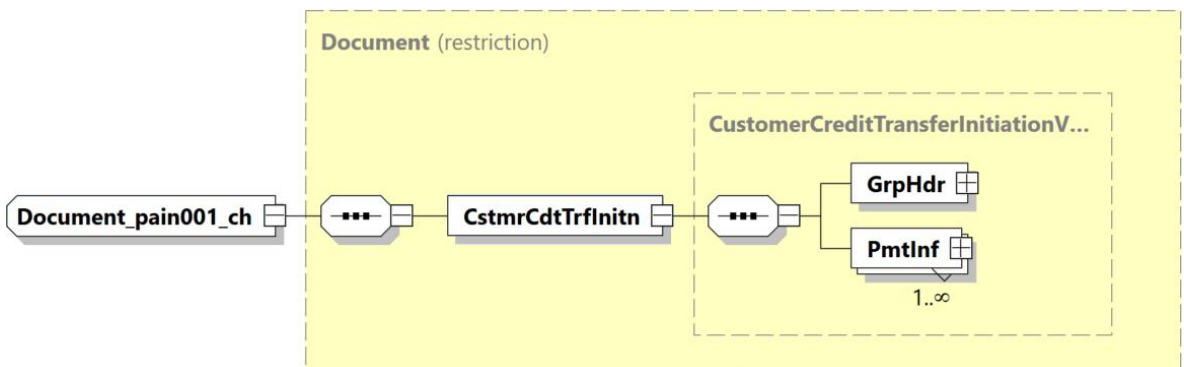 Document (restriction)
CustomerCreditTransferInitiationV...
GrpHdr
Document_pain001_ch
CstmrCdtTrfInitn
PmtInf
1..∞